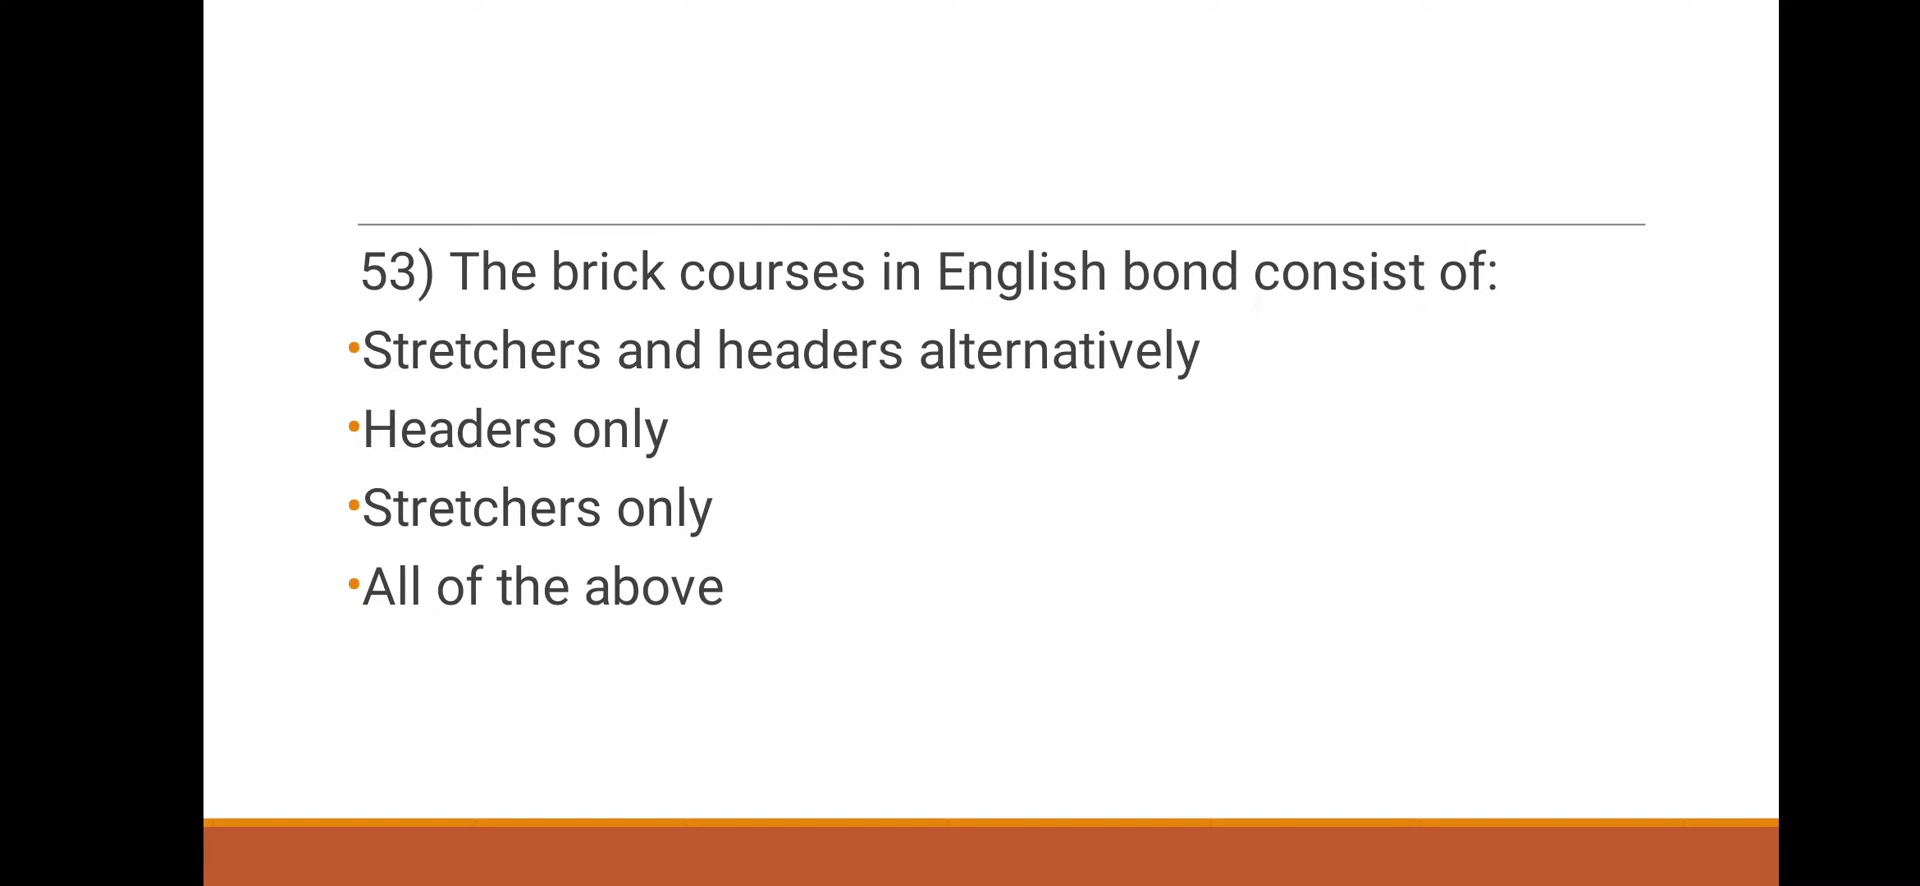 53) The brick courses in English bond consist of:
•Stretchers and headers alternatively
•Headers only
•Stretchers only
•All of the above